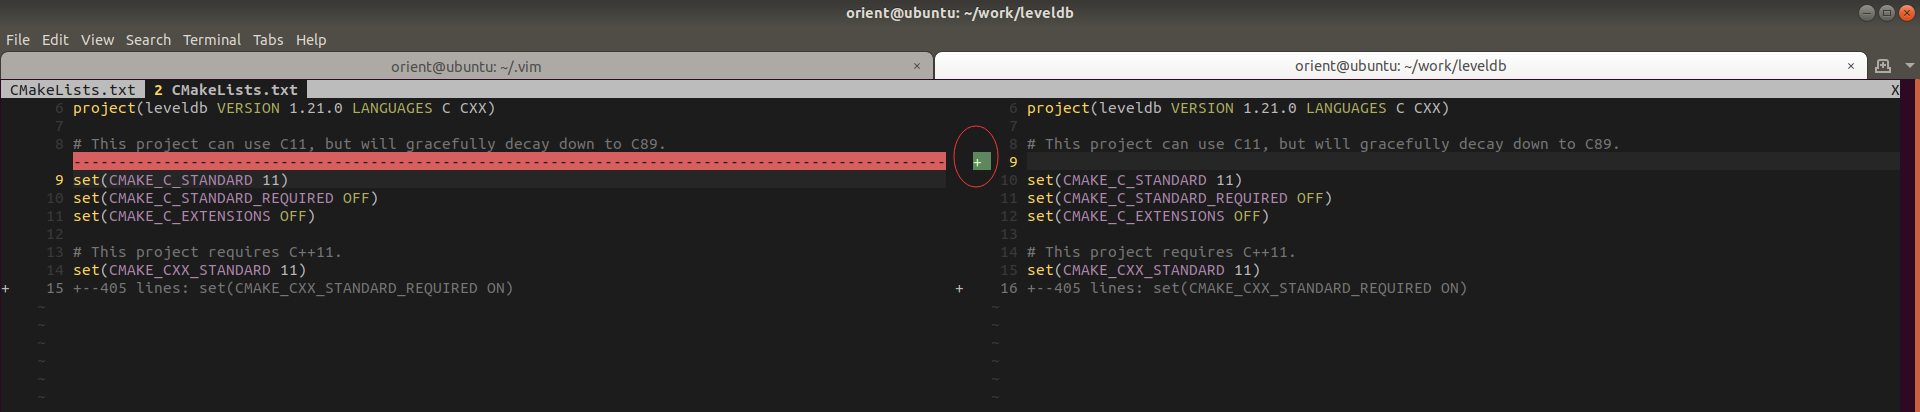 orient@ubuntu: ~/work/leveldb
File Edit View Search Terminal Tabs Help
orient@ubuntu: ~/.vim × orient@ubuntu: ~/work/leveldb ×
CMakeLists.txt 2 CMakeLists.txt X
6 project(leveldb VERSION 1.21.0 LANGUAGES C CXX)
7
8 # This project can use C11, but will gracefully decay down to C89.
-------------------------------------------------------------------------------------------------
9 set(CMAKE_C_STANDARD 11)
10 set(CMAKE_C_STANDARD_REQUIRED OFF)
11 set(CMAKE_C_EXTENSIONS OFF)
12
13 # This project requires C++11.
14 set(CMAKE_CXX_STANDARD 11)
+ 15 +--405 lines: set(CMAKE_CXX_STANDARD_REQUIRED ON)
~
~
~
~
~
~
6 project(leveldb VERSION 1.21.0 LANGUAGES C CXX)
7
8 # This project can use C11, but will gracefully decay down to C89.
+ 9
10 set(CMAKE_C_STANDARD 11)
11 set(CMAKE_C_STANDARD_REQUIRED OFF)
12 set(CMAKE_C_EXTENSIONS OFF)
13
14 # This project requires C++11.
15 set(CMAKE_CXX_STANDARD 11)
+ 16 +--405 lines: set(CMAKE_CXX_STANDARD_REQUIRED ON)
~
~
~
~
~
~